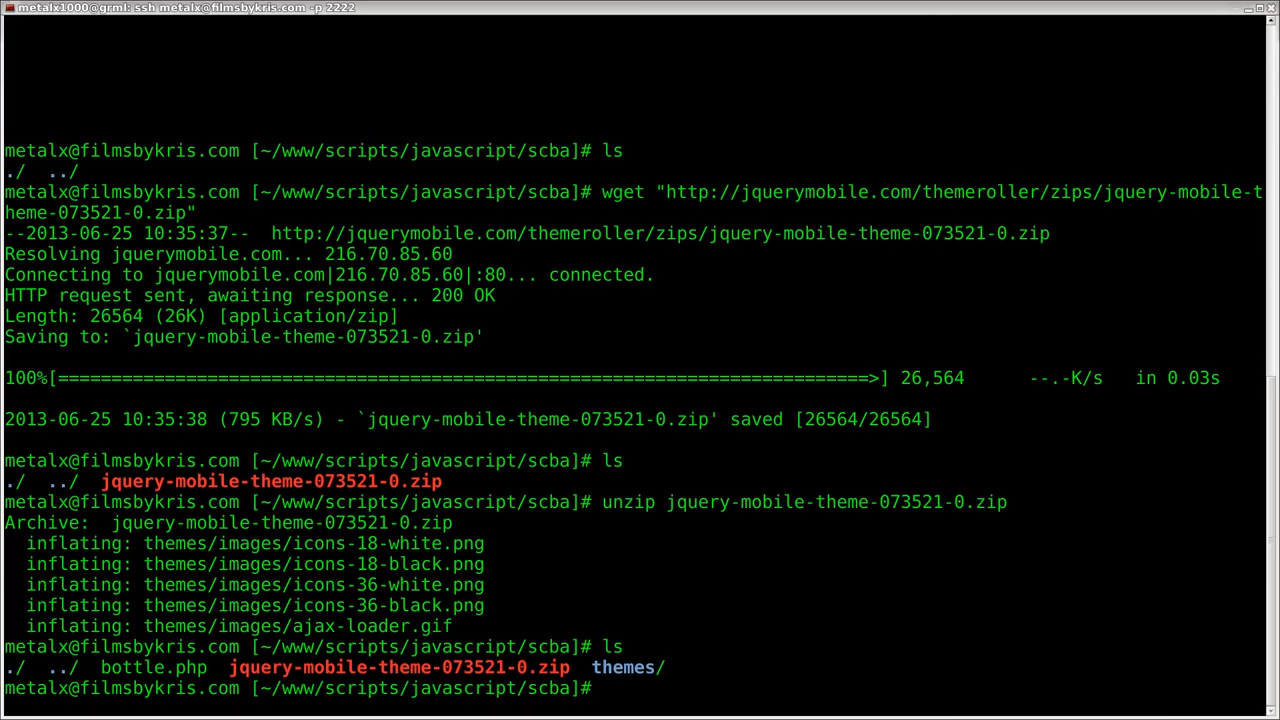 metalx1000@grml: ssh metalx@filmsbykris.com -p 2222
metalx@filmsbykris.com [~/www/scripts/javascript/scba]# ls
./  ../
metalx@filmsbykris.com [~/www/scripts/javascript/scba]# wget "http://jquerymobile.com/themeroller/zips/jquery-mobile-t
heme-073521-0.zip"
--2013-06-25 10:35:37--  http://jquerymobile.com/themeroller/zips/jquery-mobile-theme-073521-0.zip
Resolving jquerymobile.com... 216.70.85.60
Connecting to jquerymobile.com|216.70.85.60|:80... connected.
HTTP request sent, awaiting response... 200 OK
Length: 26564 (26K) [application/zip]
Saving to: `jquery-mobile-theme-073521-0.zip'
100%[============================================================================>] 26,564      --.-K/s   in 0.03s
2013-06-25 10:35:38 (795 KB/s) - `jquery-mobile-theme-073521-0.zip' saved [26564/26564]
metalx@filmsbykris.com [~/www/scripts/javascript/scba]# ls
./  ../  jquery-mobile-theme-073521-0.zip
metalx@filmsbykris.com [~/www/scripts/javascript/scba]# unzip jquery-mobile-theme-073521-0.zip
Archive:  jquery-mobile-theme-073521-0.zip
  inflating: themes/images/icons-18-white.png
  inflating: themes/images/icons-18-black.png
  inflating: themes/images/icons-36-white.png
  inflating: themes/images/icons-36-black.png
  inflating: themes/images/ajax-loader.gif
metalx@filmsbykris.com [~/www/scripts/javascript/scba]# ls
./  ../  bottle.php  jquery-mobile-theme-073521-0.zip  themes/
metalx@filmsbykris.com [~/www/scripts/javascript/scba]#